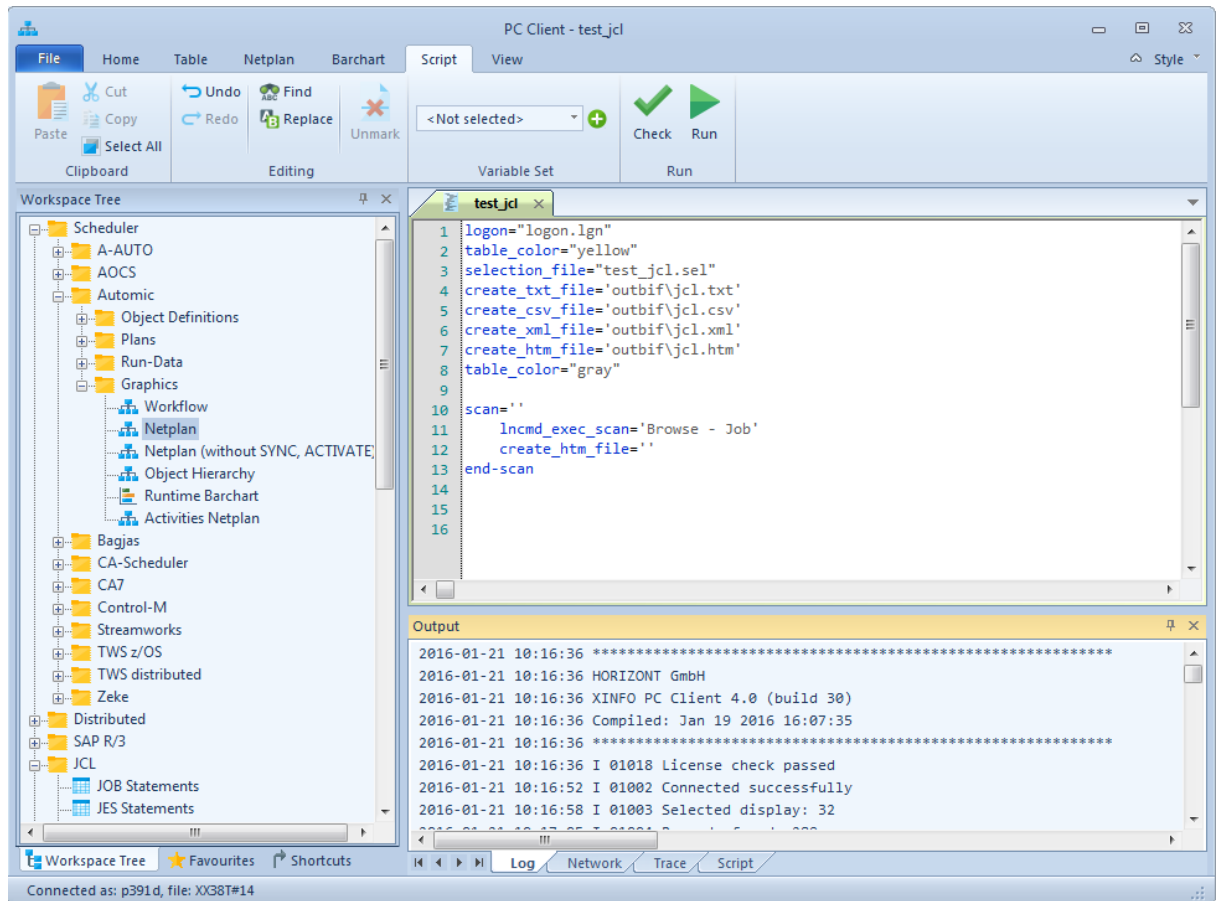 PC Client - test_jcl
File Home Table Netplan Barchart Script View Style
Paste
Cut
Copy
Select All
Clipboard
Undo
Redo
Find
Replace
Unmark
Editing
<Not selected>
Variable Set
Check Run
Run
Workspace Tree
Scheduler
A-AUTO
AOCS
Automic
Object Definitions
Plans
Run-Data
Graphics
Workflow
Netplan
Netplan (without SYNC, ACTIVATE)
Object Hierarchy
Runtime Barchart
Activities Netplan
Bagjas
CA-Scheduler
CA7
Control-M
Streamworks
TWS z/OS
TWS distributed
Zeke
Distributed
SAP R/3
JCL
JOB Statements
JES Statements
Workspace Tree Favourites Shortcuts
test_jcl
1 logon="logon.lgn"
2 table_color="yellow"
3 selection_file="test_jcl.sel"
4 create_txt_file='outbif\jcl.txt'
5 create_csv_file='outbif\jcl.csv'
6 create_xml_file='outbif\jcl.xml'
7 create_htm_file='outbif\jcl.htm'
8 table_color="gray"
9
10 scan=''
11 lncmd_exec_scan='Browse - Job'
12 create_htm_file=''
13 end-scan
14
15
16
Output
2016-01-21 10:16:36 ************************************************************
2016-01-21 10:16:36 HORIZONT GmbH
2016-01-21 10:16:36 XINFO PC Client 4.0 (build 30)
2016-01-21 10:16:36 Compiled: Jan 19 2016 16:07:35
2016-01-21 10:16:36 ************************************************************
2016-01-21 10:16:36 I 01018 License check passed
2016-01-21 10:16:52 I 01002 Connected successfully
2016-01-21 10:16:58 I 01003 Selected display: 32
Log Network Trace Script
Connected as: p391d, file: XX38T#14